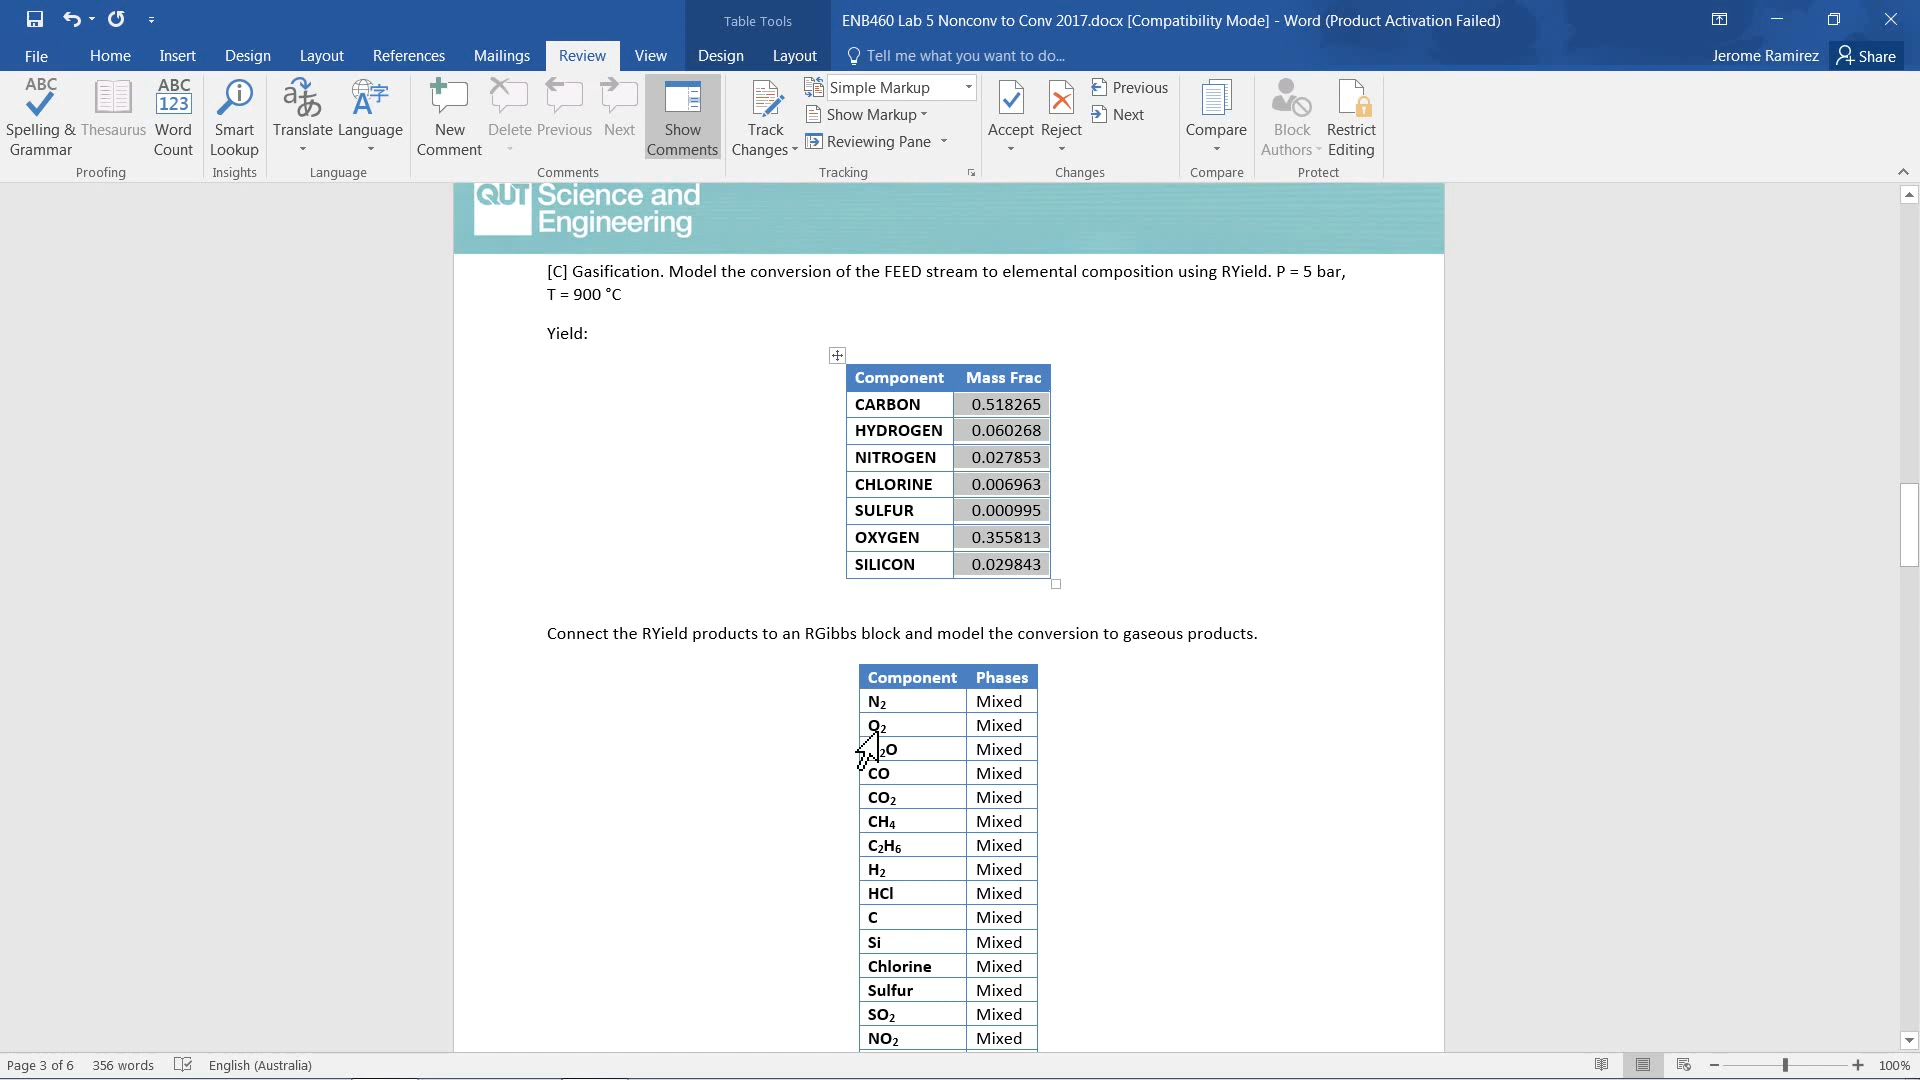 ENB460 Lab 5 Nonconv to Conv 2017.docx [Compatibility Mode] - Word (Product Activation Failed)
Table Tools
File Home Insert Design Layout References Mailings Review View Design Layout Tell me what you want to do... Jerome Ramirez Share
ABC Spelling & Grammar
Thesaurus
ABC 123 Word Count
Smart Lookup
Translate
Language
New Comment
Delete
Previous
Next
Show Comments
Track Changes
Simple Markup
Show Markup
Reviewing Pane
Accept
Reject
Previous
Next
Compare
Block Authors
Restrict Editing
Proofing Insights Language Comments Tracking Changes Compare Protect
QUT Science and
Engineering
[C] Gasification. Model the conversion of the FEED stream to elemental composition using RYield. P = 5 bar,
T = 900 °C
Yield:
Component Mass Frac
CARBON 0.518265
HYDROGEN 0.060268
NITROGEN 0.027853
CHLORINE 0.006963
SULFUR 0.000995
OXYGEN 0.355813
SILICON 0.029843
Connect the RYield products to an RGibbs block and model the conversion to gaseous products.
Component Phases
N₂ Mixed
O₂ Mixed
₂O Mixed
CO Mixed
CO₂ Mixed
CH₄ Mixed
C₂H₆ Mixed
H₂ Mixed
HCl Mixed
C Mixed
Si Mixed
Chlorine Mixed
Sulfur Mixed
SO₂ Mixed
NO₂ Mixed
Page 3 of 6 356 words English (Australia) 100%